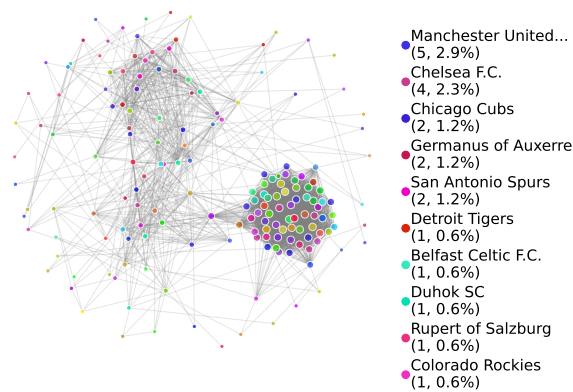 Manchester United...
(5, 2.9%)
Chelsea F.C.
(4, 2.3%)
Chicago Cubs
(2, 1.2%)
Germanus of Auxerre
(2, 1.2%)
San Antonio Spurs
(2, 1.2%)
Detroit Tigers
(1, 0.6%)
Belfast Celtic F.C.
(1, 0.6%)
Duhok SC
(1, 0.6%)
Rupert of Salzburg
(1, 0.6%)
Colorado Rockies
(1, 0.6%)